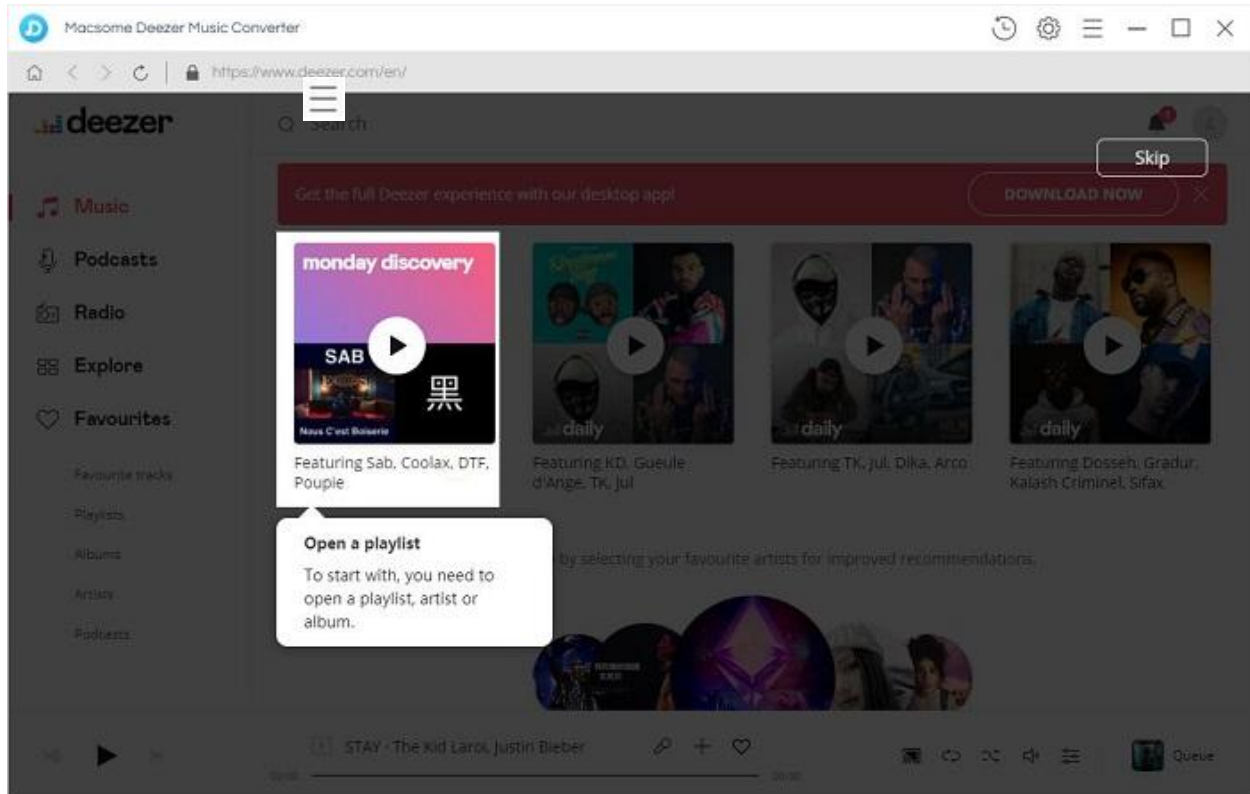 Macsome Deezer Music Converter
https://www.deezer.com/en/
deezer
Search
Skip
Get the full Deezer experience with our desktop app!
DOWNLOAD NOW
Music
Podcasts
Radio
Explore
Favourites
Favourite tracks
Playlists
Albums
Artists
Podcasts
monday discovery
SAB
黑
Nous C'est Boiserie
Featuring Sab, Coolax, DTF,
Poupie
daily
Featuring KD, Gueule
d'Ange, TK, Jul
daily
Featuring TK, Jul, Dika, Arco
daily
Featuring Dosseh, Gradur,
Kalash Criminel, Sifax
Open a playlist
To start with, you need to
open a playlist, artist or
album.
by selecting your favourite artists for improved recommendations.
STAY · The Kid Laroi, Justin Bieber
00:00
00:00
Queue